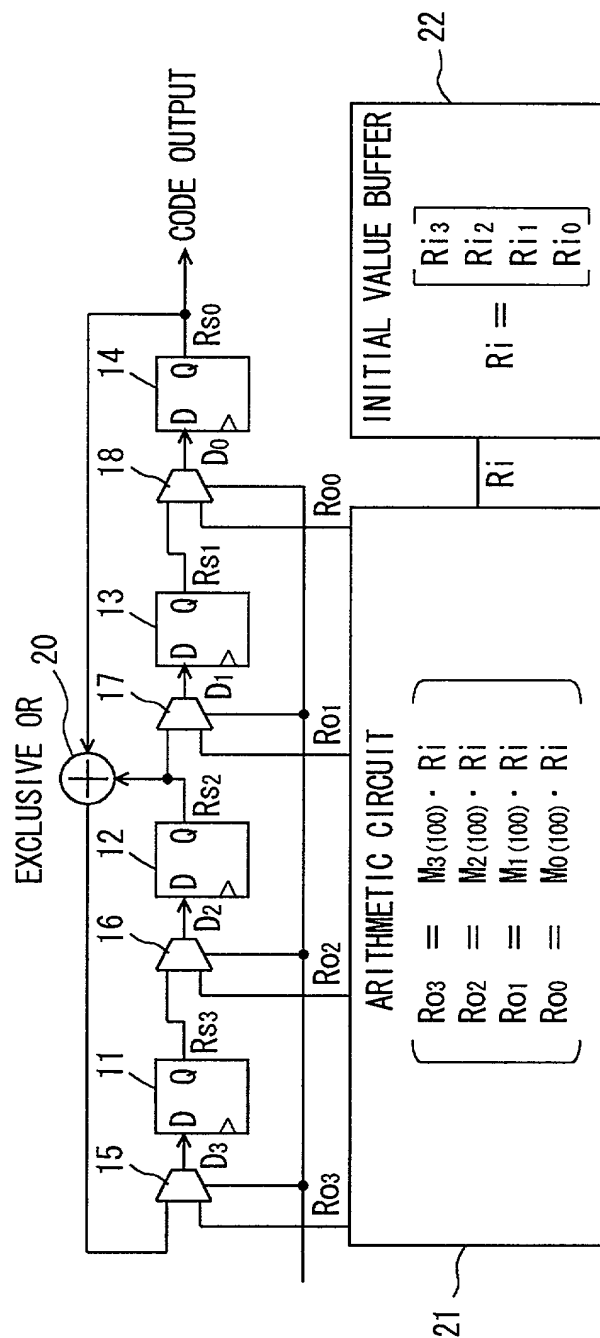 EXCLUSIVE OR
20
15
11
16
12
17
13
18
14
D Q
D Q
D Q
D Q
CODE OUTPUT
D3
Rs3
D2
Rs2
D1
Rs1
D0
Rs0
Ro3
Ro2
Ro1
Ro0
ARITHMETIC CIRCUIT
Ro3 = M3(100)・Ri
Ro2 = M2(100)・Ri
Ro1 = M1(100)・Ri
Ro0 = M0(100)・Ri
21
Ri
INITIAL VALUE BUFFER
Ri =
Ri3
Ri2
Ri1
Ri0
22